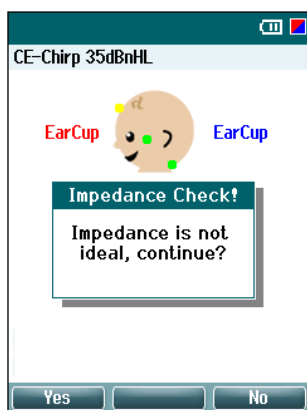 CE-Chirp 35dBnHL
EarCup EarCup
Impedance Check!
Impedance is not
ideal, continue?
Yes No